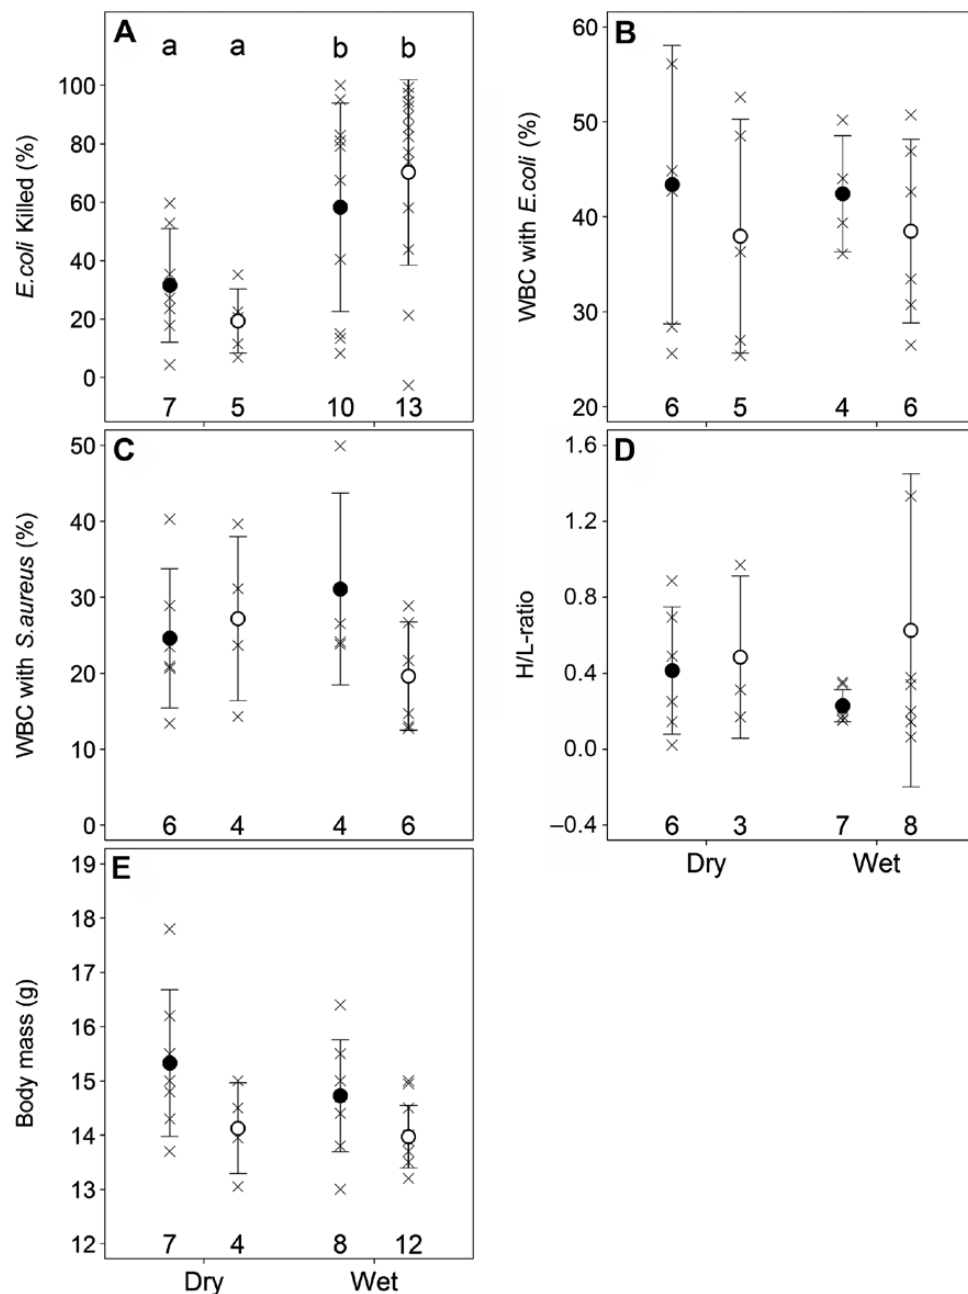 A a a b b
E.coli Killed (%)
100
80
60
40
20
0
7 5 10 13
B
WBC with E.coli (%)
60
50
40
30
20
6 5 4 6
C
WBC with S.aureus (%)
50
40
30
20
10
0
6 4 4 6
D
H/L-ratio
1.6
1.2
0.8
0.4
0.0
–0.4
6 3 7 8
Dry Wet
E
Body mass (g)
19
18
17
16
15
14
13
12
7 4 8 12
Dry Wet